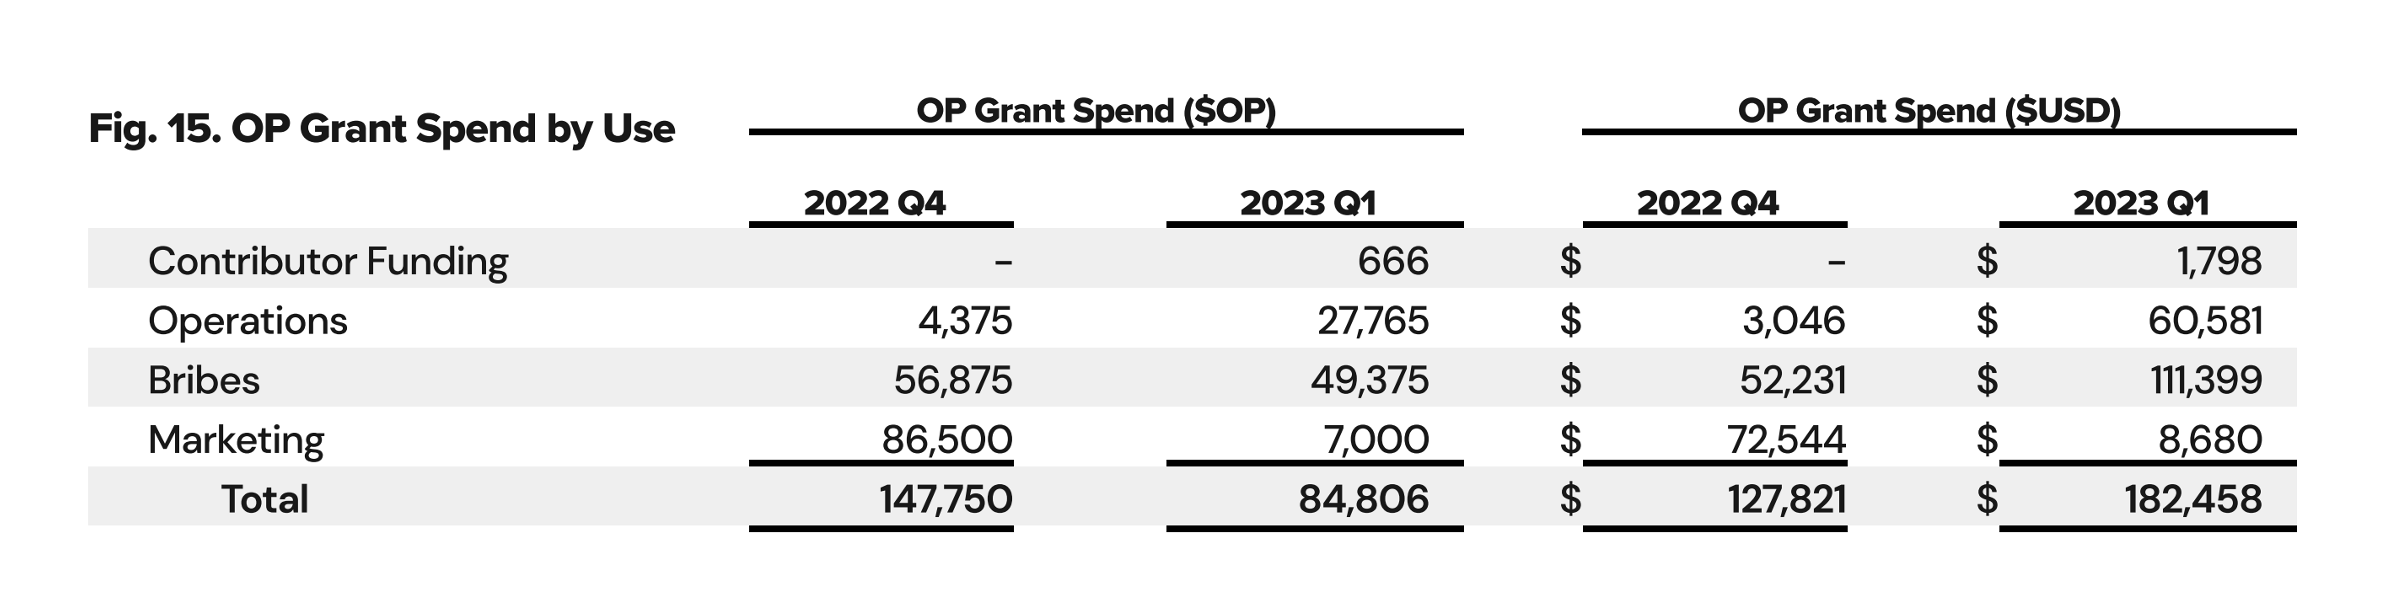 OP Grant Spend ($OP) OP Grant Spend ($USD)
Fig. 15. OP Grant Spend by Use
2022 Q4 2023 Q1 2022 Q4 2023 Q1
Contributor Funding – 666 $ – $ 1,798
Operations 4,375 27,765 $ 3,046 $ 60,581
Bribes 56,875 49,375 $ 52,231 $ 111,399
Marketing 86,500 7,000 $ 72,544 $ 8,680
Total 147,750 84,806 $ 127,821 $ 182,458